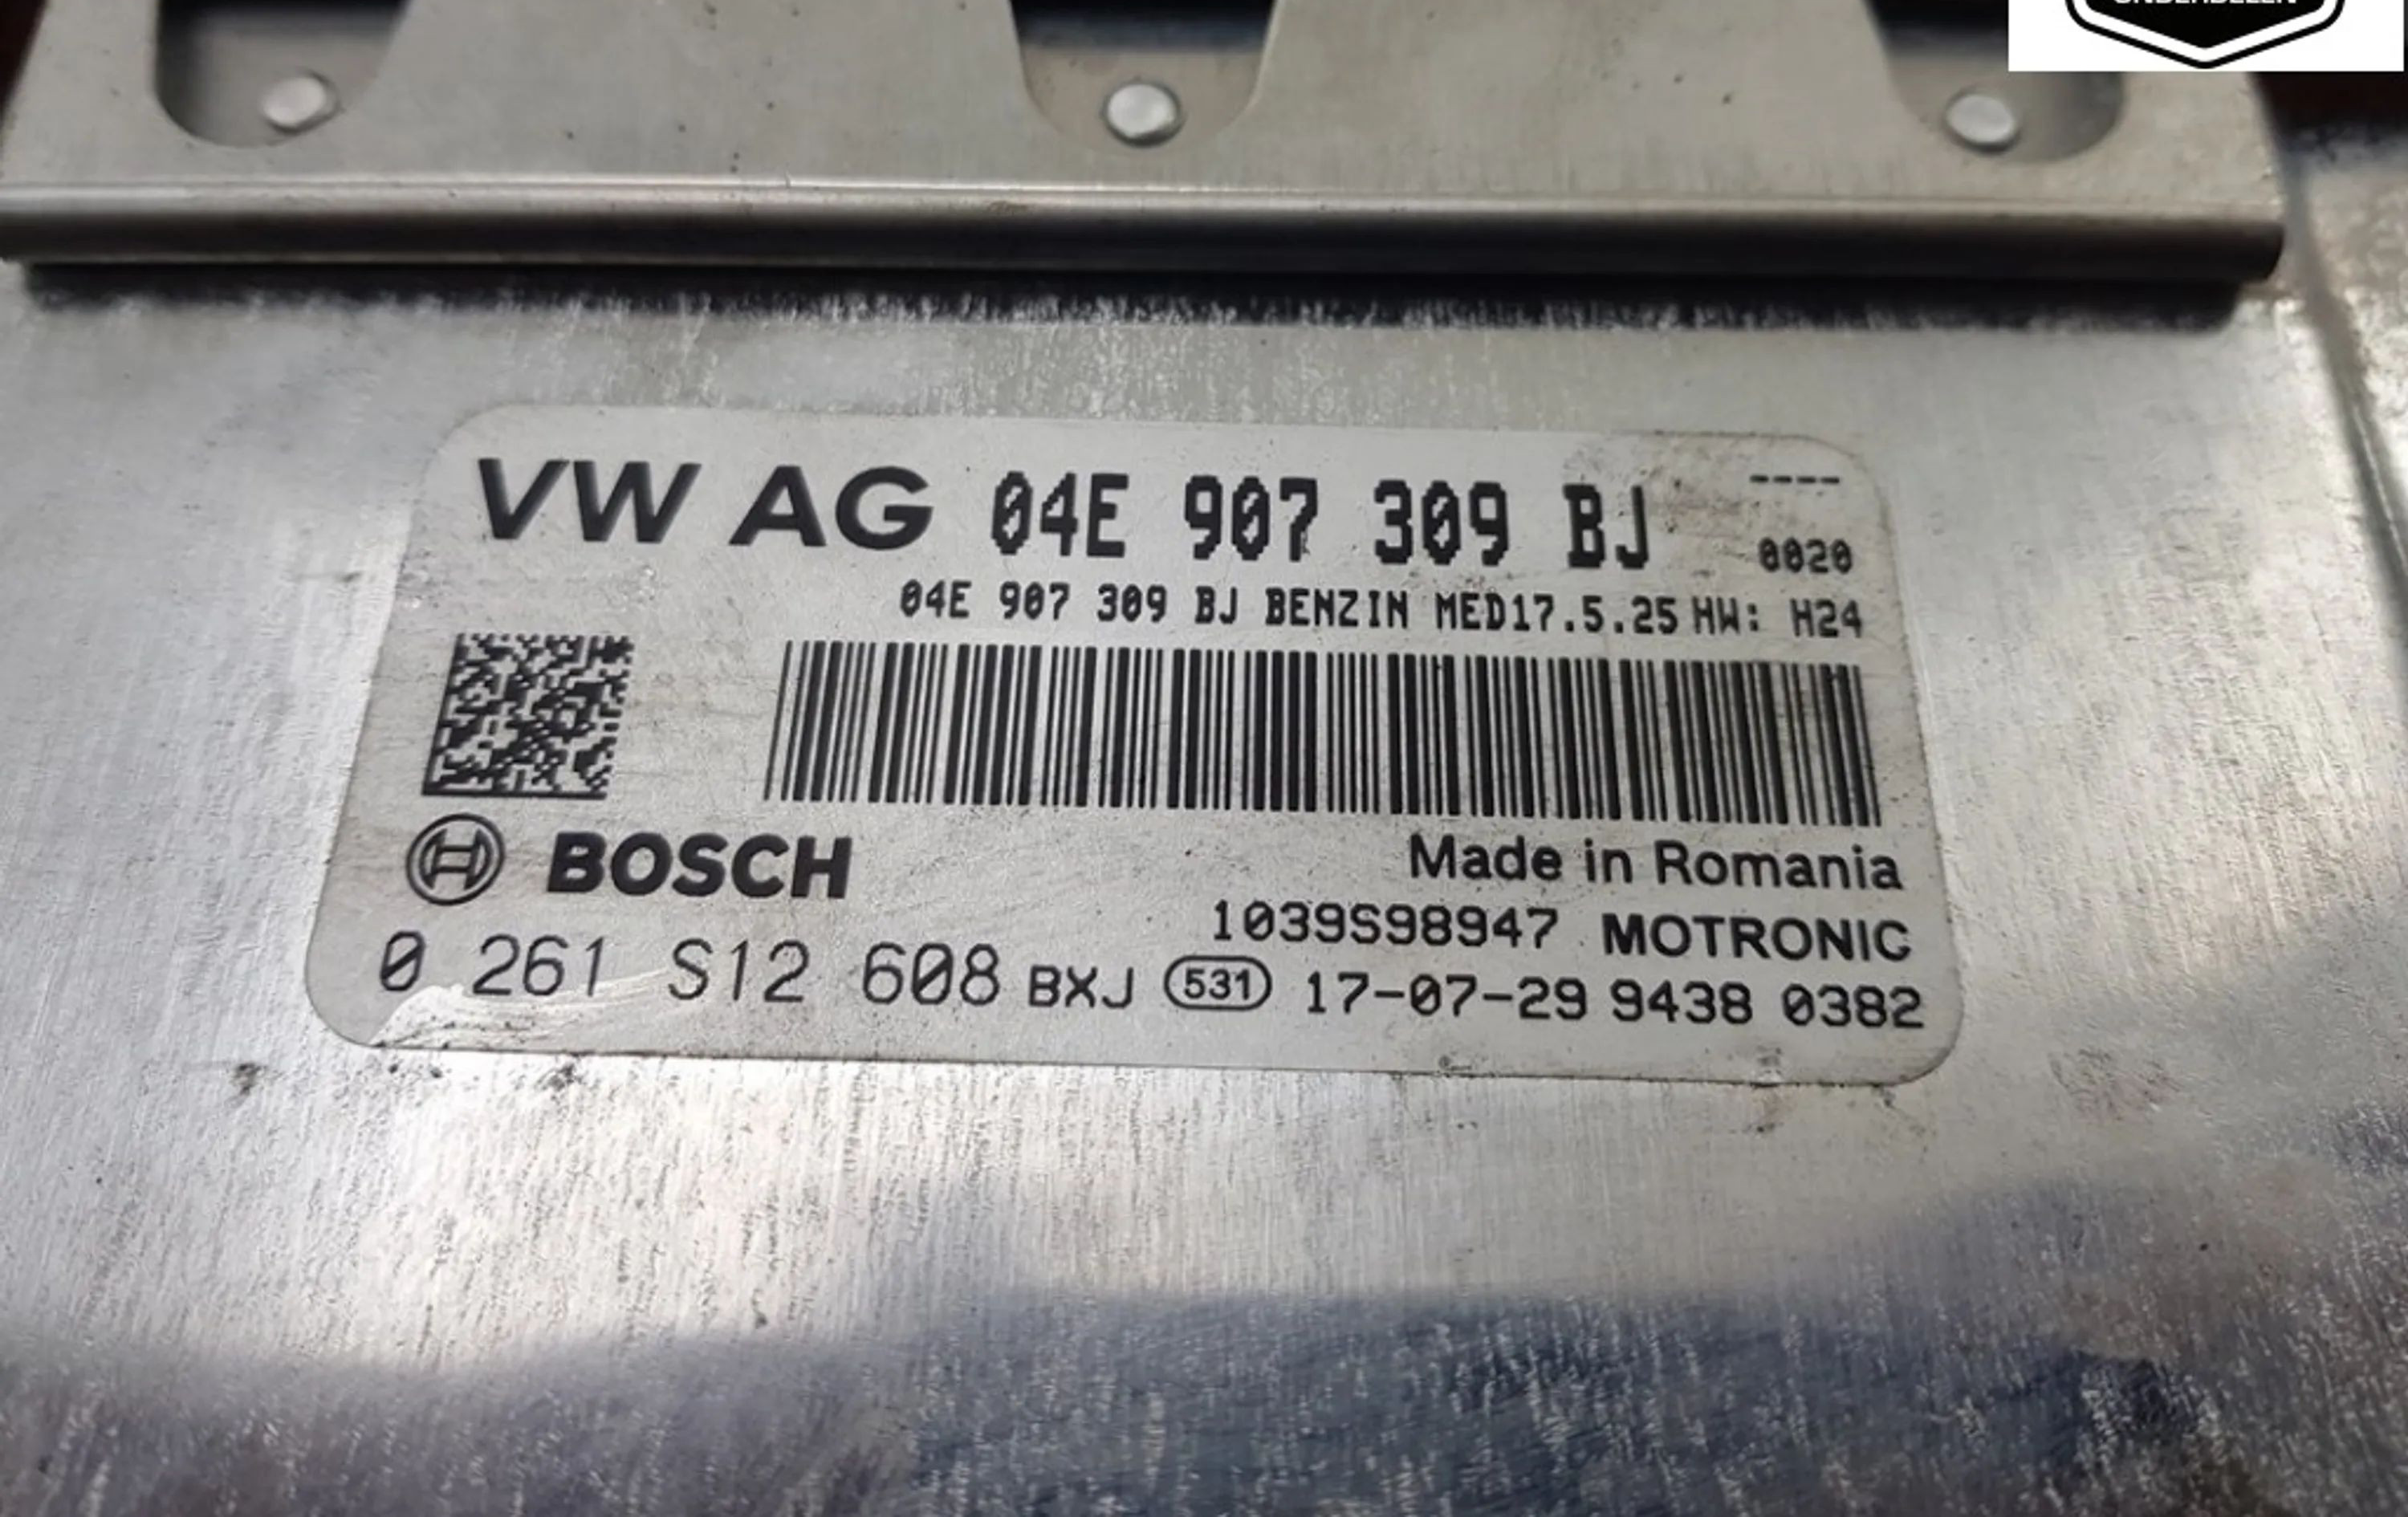 ONDERDELEN
VW AG 04E 907 309 BJ ----
0020
04E 907 309 BJ BENZIN MED17.5.25 HW: H24
BOSCH
Made in Romania
1039S98947 MOTRONIC
0 261 S12 608 BXJ 531 17-07-29 9438 0382